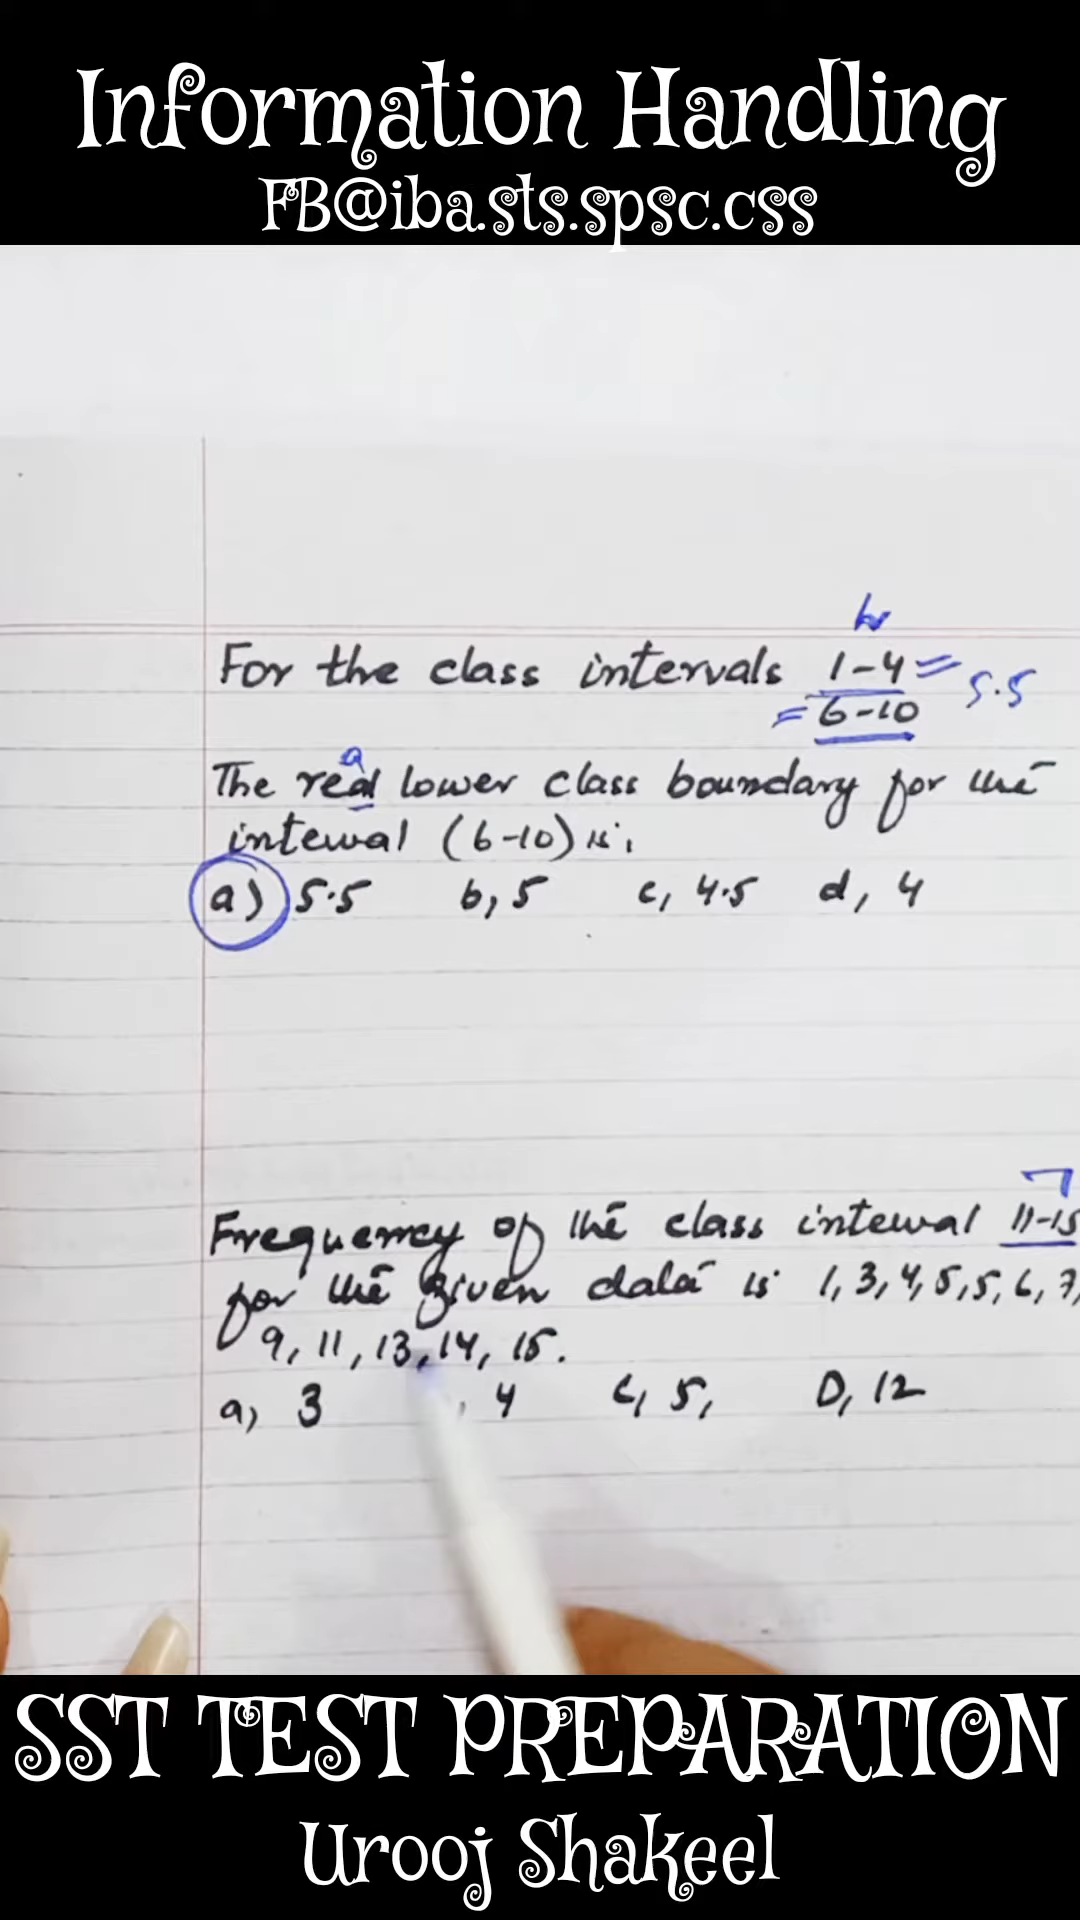 Information Handling
FB@iba.sts.spsc.css
For the class intervals 1-4 = 5.5
= 6-10
The real lower class boundary for the
interval (6-10) is,
a) 5.5 b, 5 c, 4.5 d, 4
Frequency of the class interval 11-15
for the given data is 1, 3, 4, 5, 5, 6, 7,
9, 11, 13, 14, 15.
a, 3 , 4 c, 5, D, 12
SST TEST PREPARATION
Urooj Shakeel